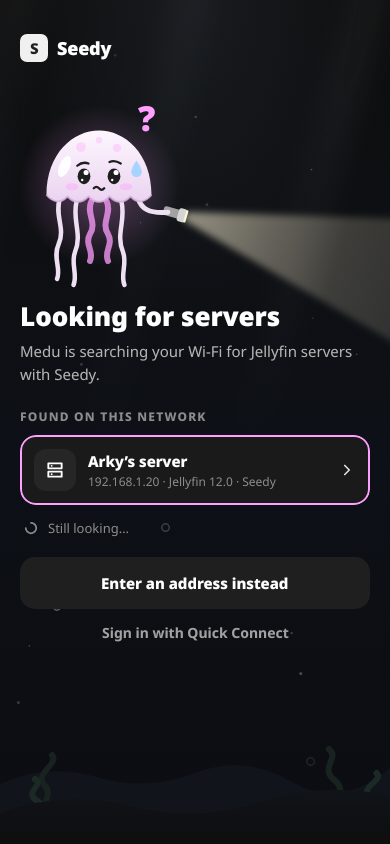 S Seedy
?
Looking for servers
Medu is searching your Wi-Fi for Jellyfin servers
with Seedy.
FOUND ON THIS NETWORK
Arky’s server
192.168.1.20 · Jellyfin 12.0 · Seedy
Still looking...
Enter an address instead
Sign in with Quick Connect